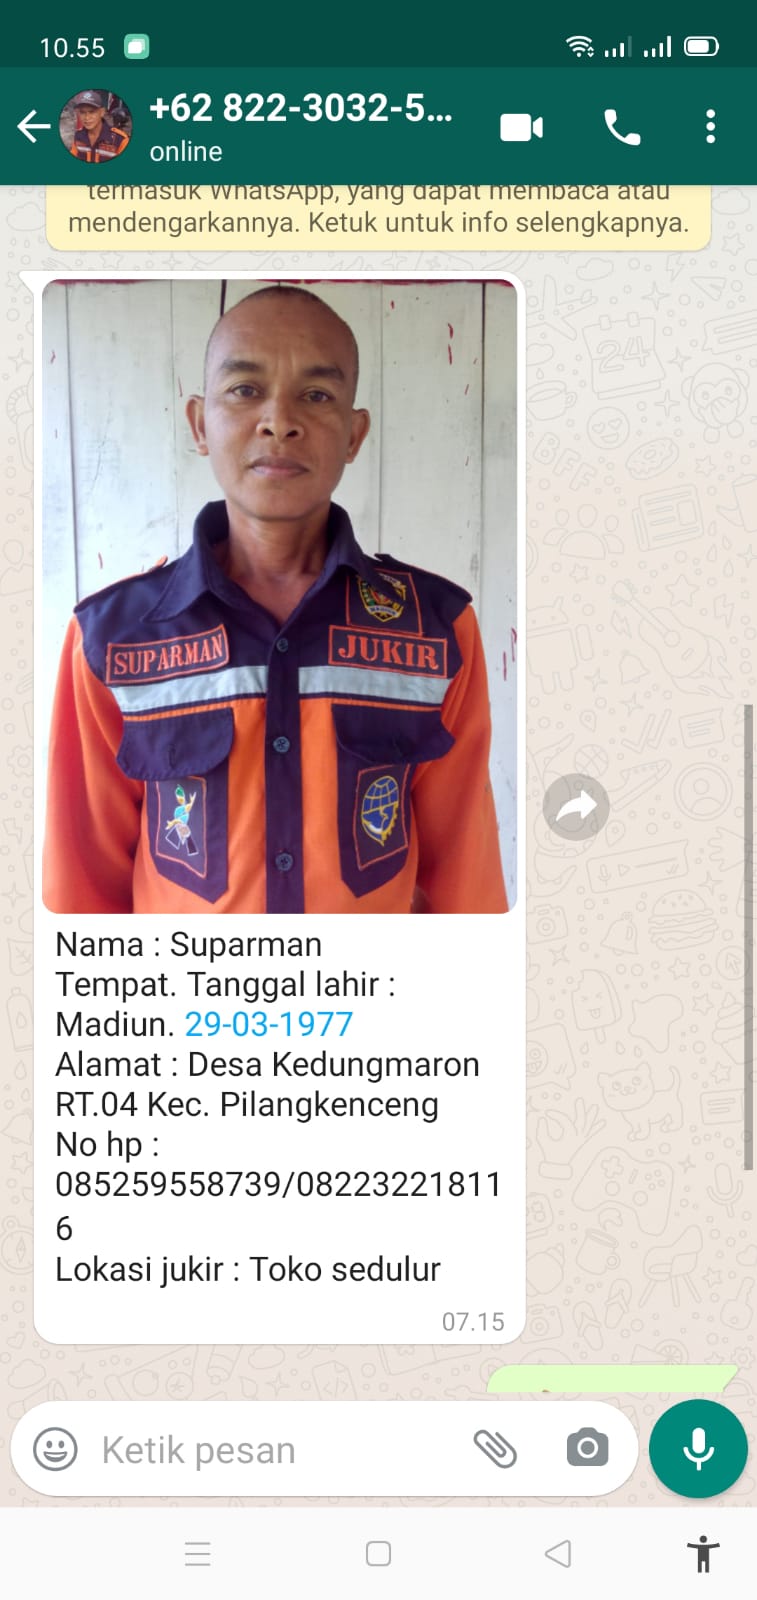 10.55
+62 822-3032-5...
online
termasuk WhatsApp, yang dapat membaca atau
mendengarkannya. Ketuk untuk info selengkapnya.
SUPARMAN
JUKIR
Nama : Suparman
Tempat. Tanggal lahir :
Madiun. 29-03-1977
Alamat : Desa Kedungmaron
RT.04 Kec. Pilangkenceng
No hp :
085259558739/08223221811
6
Lokasi jukir : Toko sedulur
07.15
Ketik pesan